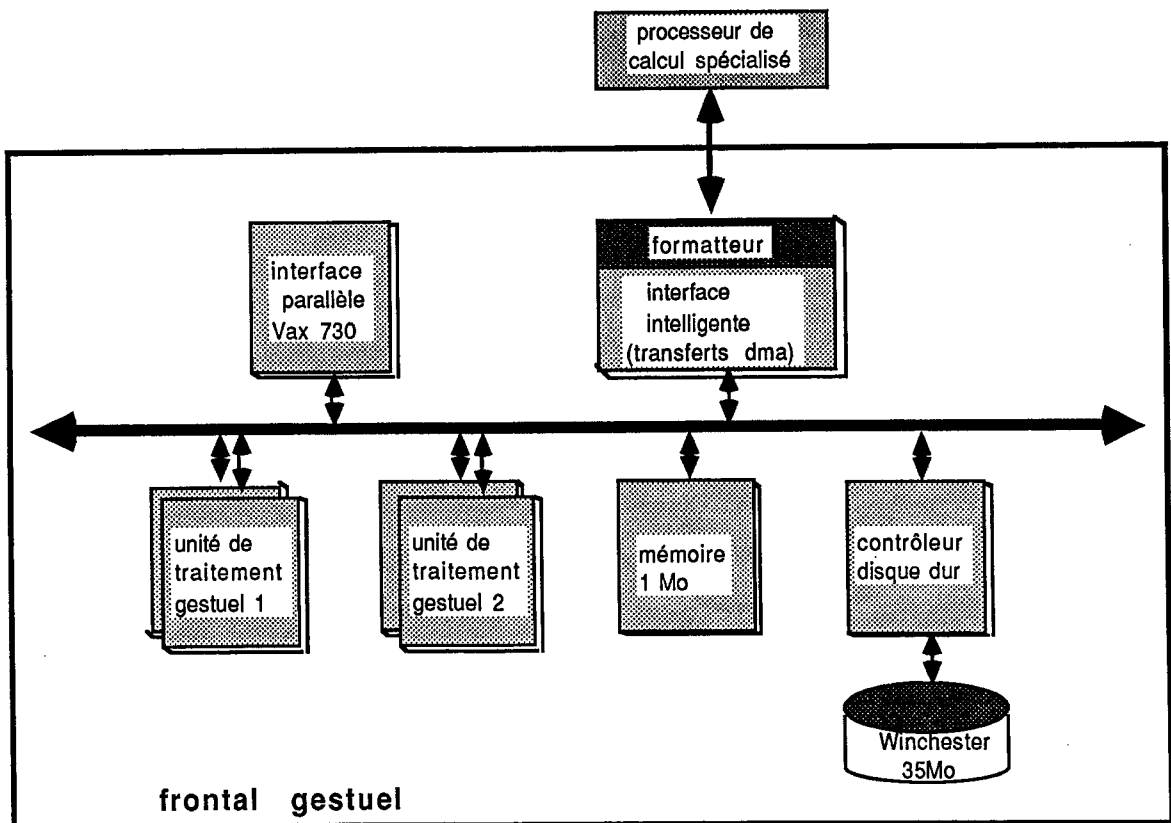 processeur de
calcul spécialisé
formatteur
interface
parallèle
Vax 730
interface
intelligente
(transferts dma)
unité de
traitement
gestuel 1
unité de
traitement
gestuel 2
mémoire
1 Mo
contrôleur
disque dur
Winchester
35Mo
frontal gestuel